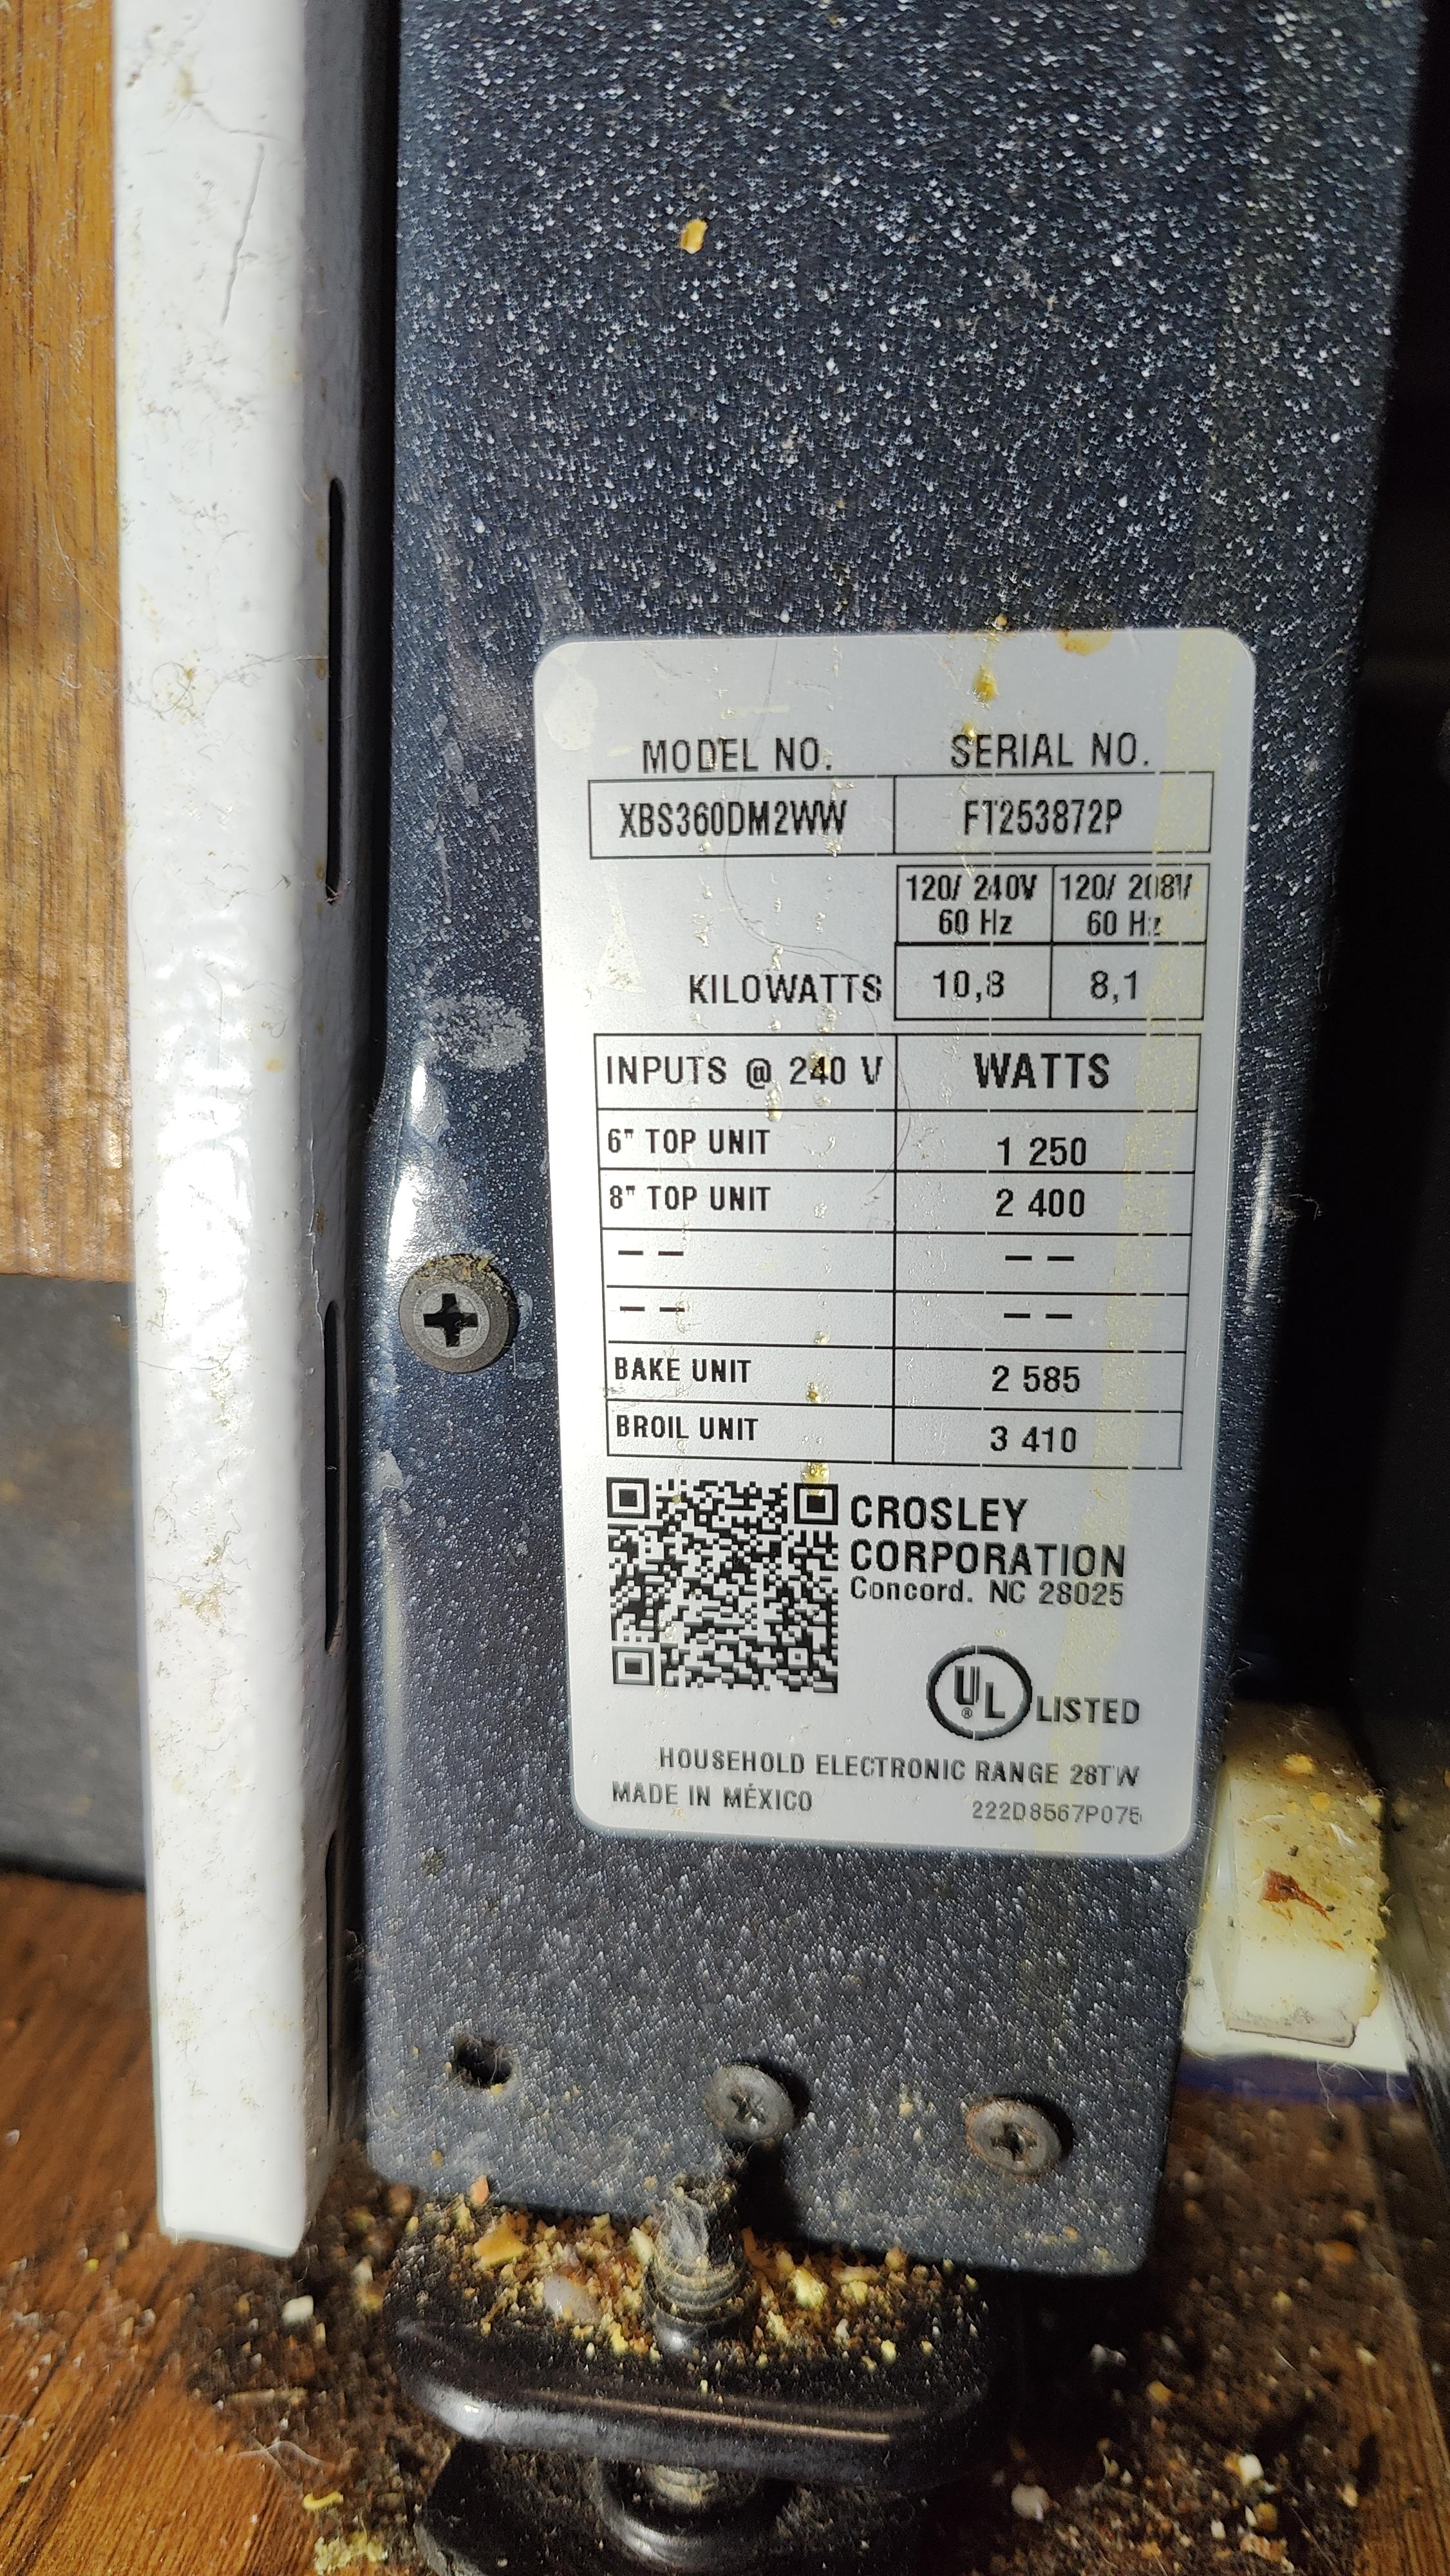 MODEL NO. SERIAL NO.
XBS360DM2WW FT253872P
120/ 240V 120/ 208V
60 Hz 60 Hz
KILOWATTS 10,8 8,1
INPUTS @ 240 V WATTS
6" TOP UNIT 1 250
8" TOP UNIT 2 400
-- --
-- --
BAKE UNIT 2 585
BROIL UNIT 3 410
CROSLEY
CORPORATION
Concord. NC 28025
UL® LISTED
HOUSEHOLD ELECTRONIC RANGE 28TW
MADE IN MÉXICO 222D8567P075